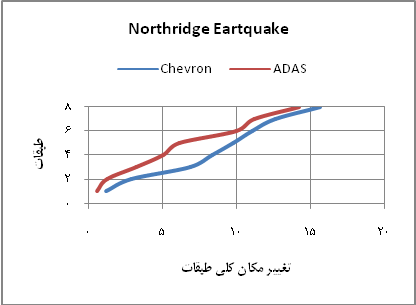 Northridge Eartquake
Chevron ADAS
۸
۶
۴
۲
۰
طبقات
۰ ۵ ۱۰ ۱۵ ۲۰
تغییر مکان کلی طبقات